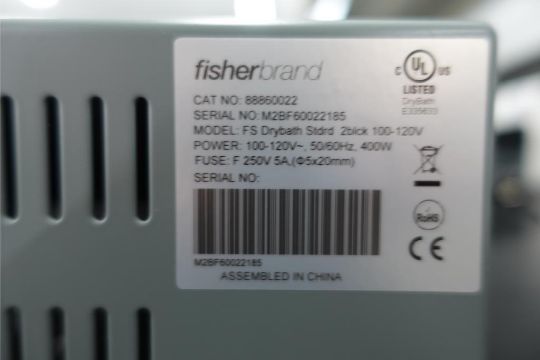 fisherbrand
CAT NO: 88860022
SERIAL NO: M2BF60022185
MODEL: FS Drybath Stdrd 2blck 100-120V
POWER: 100-120V~, 50/60Hz, 400W
FUSE: F 250V 5A,(Φ5x20mm)
SERIAL NO:
M2BF60022185
ASSEMBLED IN CHINA
C UL US
LISTED
DryBath
E335633
RoHS
CE